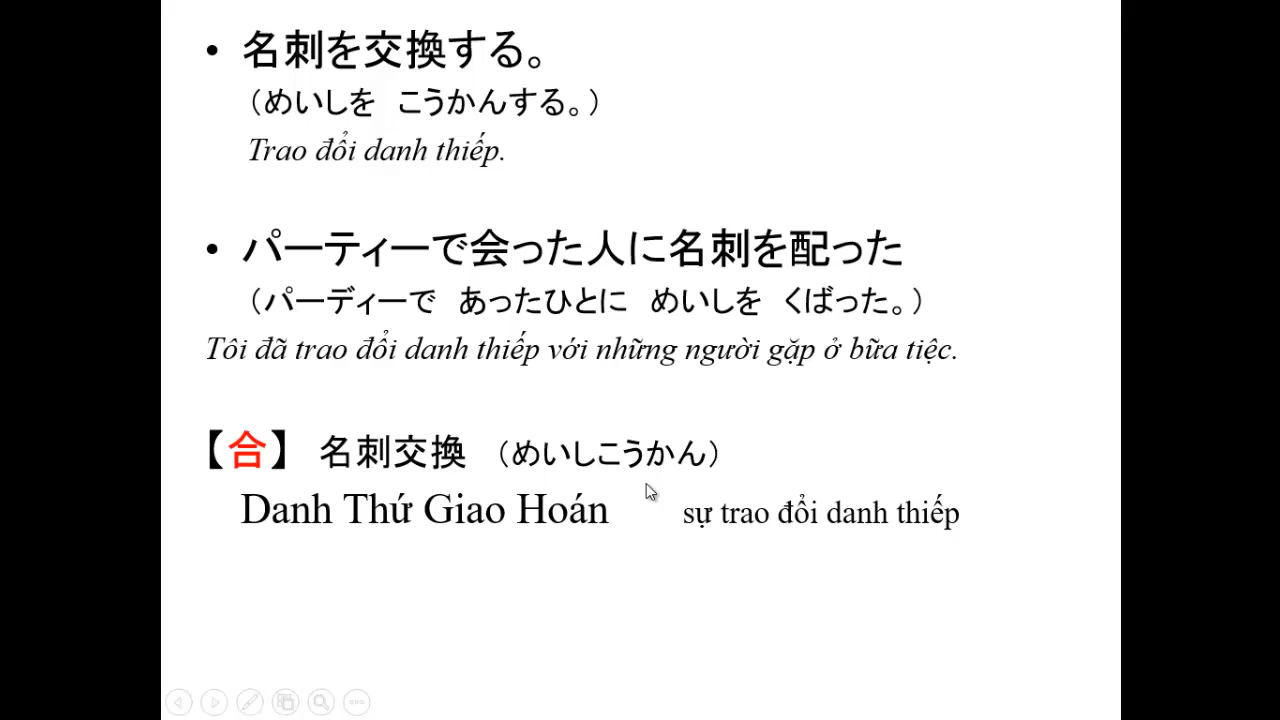 • 名刺を交換する。
（めいしを　こうかんする。）
Trao đổi danh thiếp.
• パーティーで会った人に名刺を配った
（パーディーで　あったひとに　めいしを　くばった。）
Tôi đã trao đổi danh thiếp với những người gặp ở bữa tiệc.
【合】 名刺交換 （めいしこうかん）
Danh Thứ Giao Hoán sự trao đổi danh thiếp